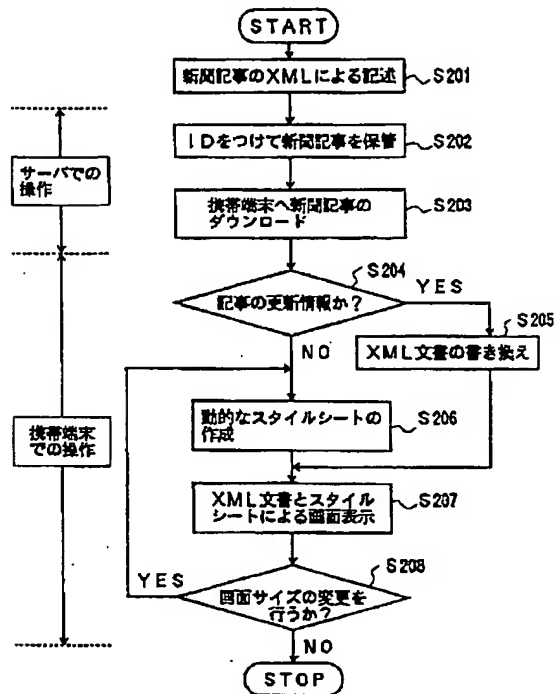 START
新聞記事のXMLによる記述
S201
IDをつけて新聞記事を保管
S202
サーバでの
操作
携帯端末へ新聞記事の
ダウンロード
S203
S204
記事の更新情報か?
YES
S205
NO
XML文書の書き換え
動的なスタイルシートの
作成
S206
携帯端末
での操作
XML文書とスタイル
シートによる画面表示
S207
S208
YES
画面サイズの変更を
行うか?
NO
STOP